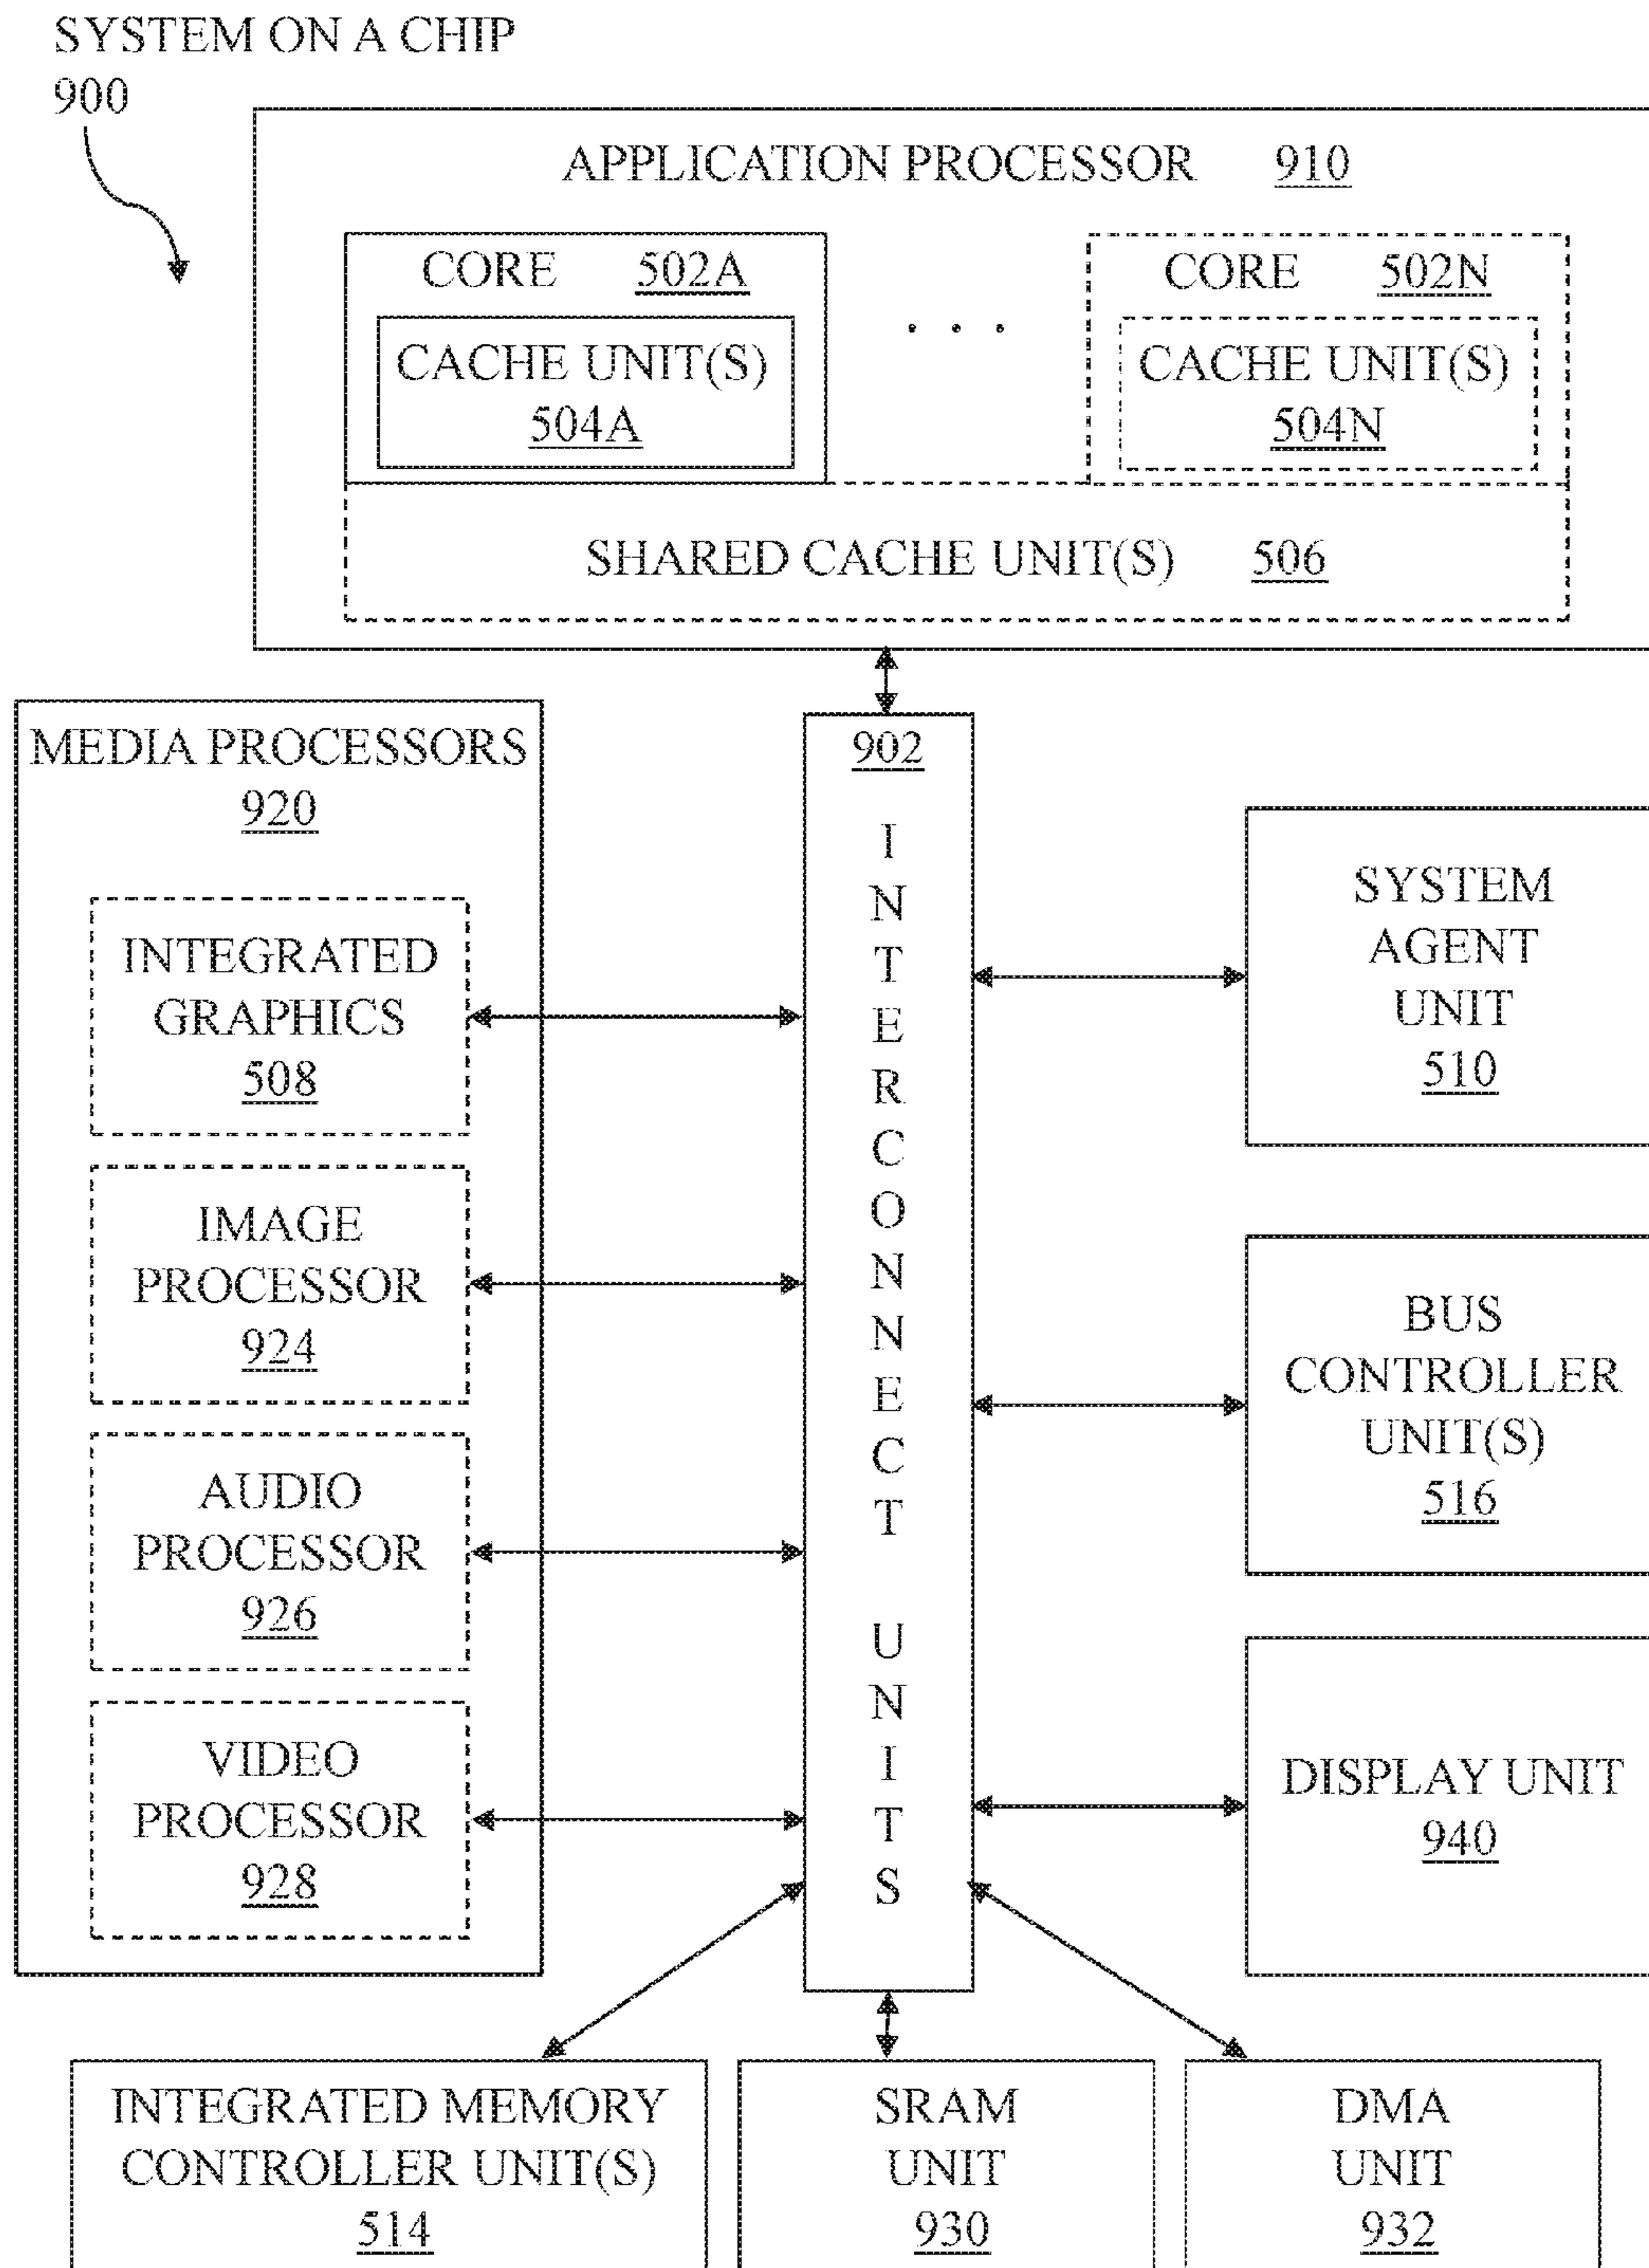 SYSTEM ON A CHIP
900
APPLICATION PROCESSOR 910
CORE 502A
CACHE UNIT(S)
504A
. . .
CORE 502N
CACHE UNIT(S)
504N
SHARED CACHE UNIT(S) 506
MEDIA PROCESSORS
920
INTEGRATED
GRAPHICS
508
IMAGE
PROCESSOR
924
AUDIO
PROCESSOR
926
VIDEO
PROCESSOR
928
902
INTERCONNECT UNITS
SYSTEM
AGENT
UNIT
510
BUS
CONTROLLER
UNIT(S)
516
DISPLAY UNIT
940
INTEGRATED MEMORY
CONTROLLER UNIT(S)
514
SRAM
UNIT
930
DMA
UNIT
932